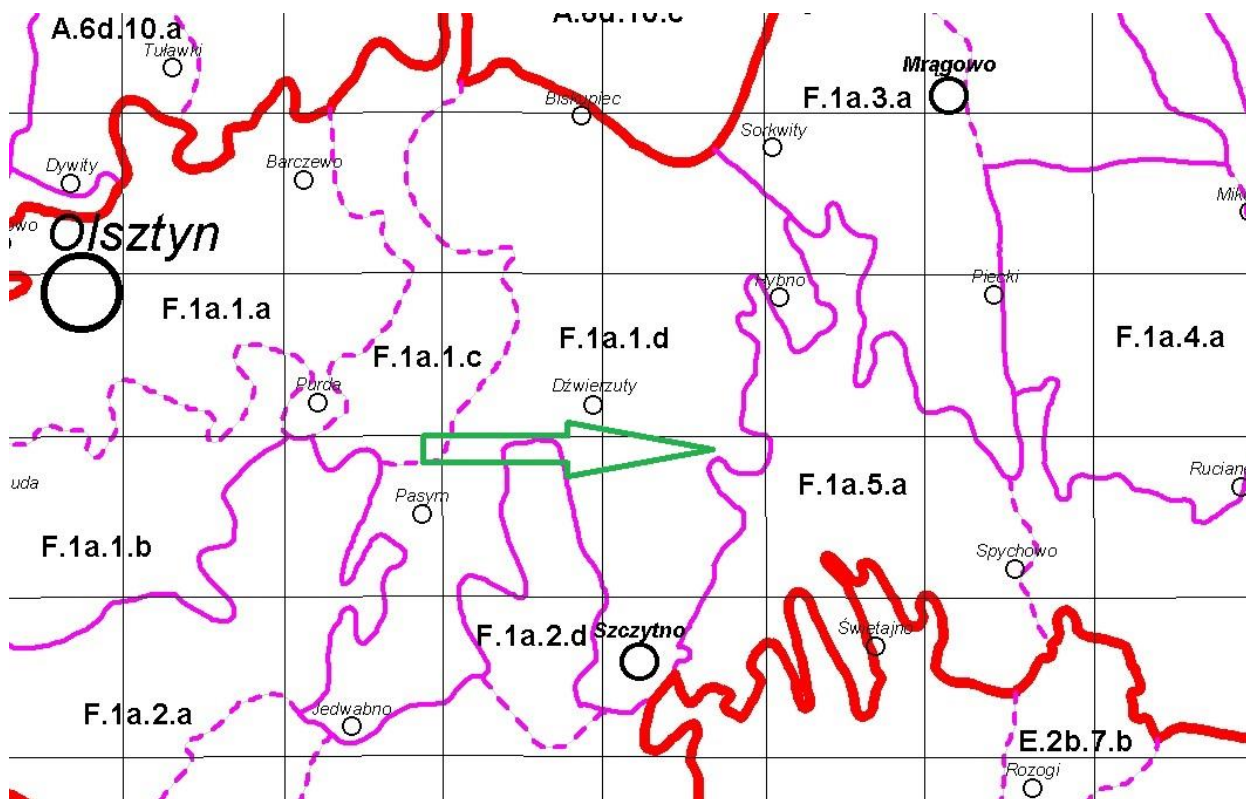 A.6d.10.a
A.6d.10.c
Tuławki
Mrągowo
F.1a.3.a
Biskupiec
Sorkwity
Dywity
Barczewo
Olsztyn
Piecki
F.1a.1.a
F.1a.1.d
F.1a.4.a
F.1a.1.c
Purda
Dźwierzuty
uda
Pasym
F.1a.5.a
F.1a.1.b
Spychowo
F.1a.2.d
Szczytno
Świętajno
F.1a.2.a
Jedwabno
E.2b.7.b
Rozogi